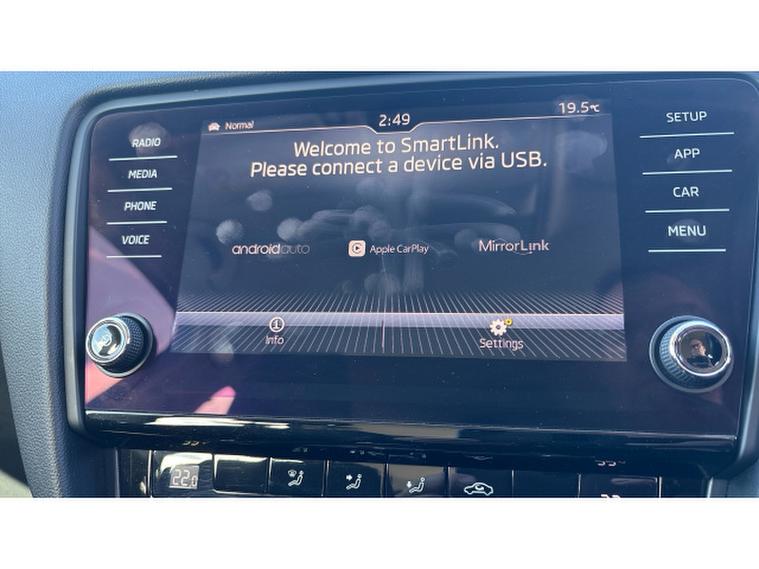 Normal
2:49
19.5°C
Welcome to SmartLink.
Please connect a device via USB.
RADIO
MEDIA
PHONE
VOICE
SETUP
APP
CAR
MENU
androidauto
Apple CarPlay
MirrorLink
Info
Settings
22.0